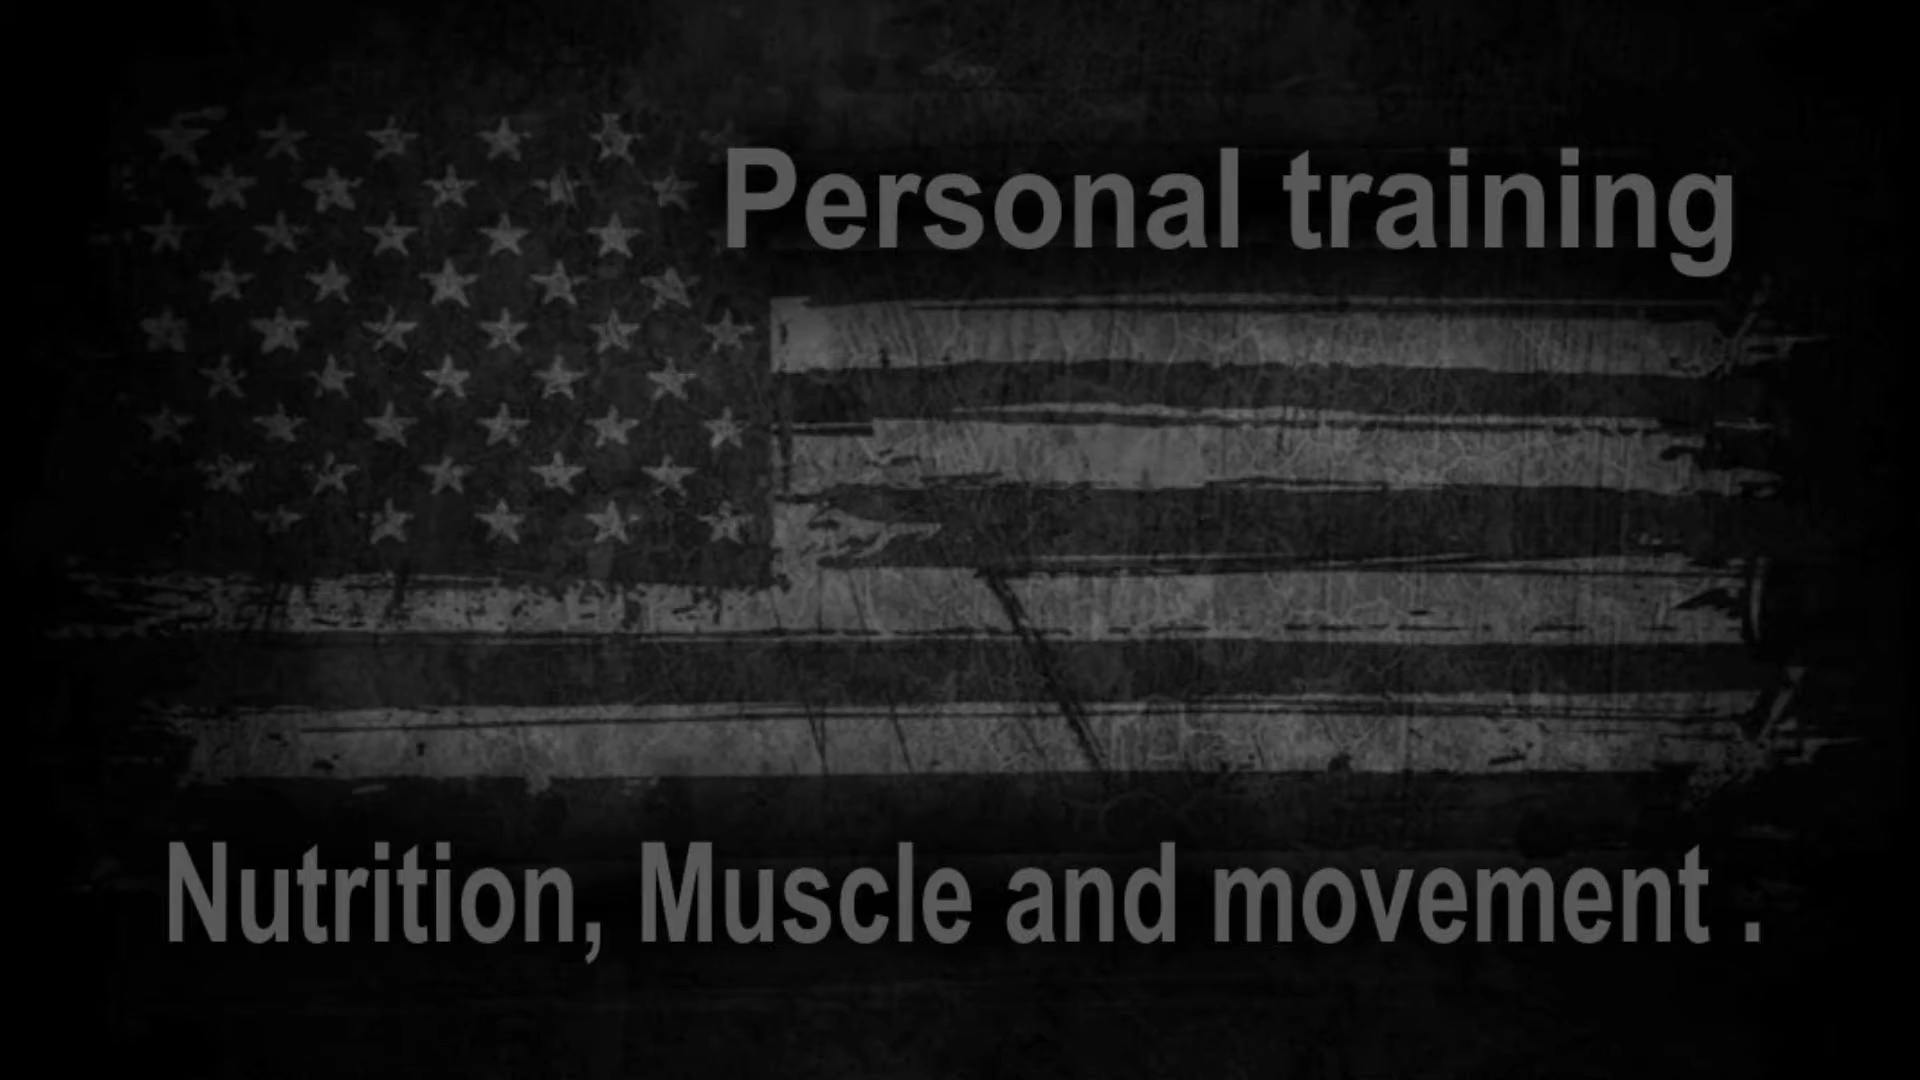 Personal training
Nutrition, Muscle and movement .